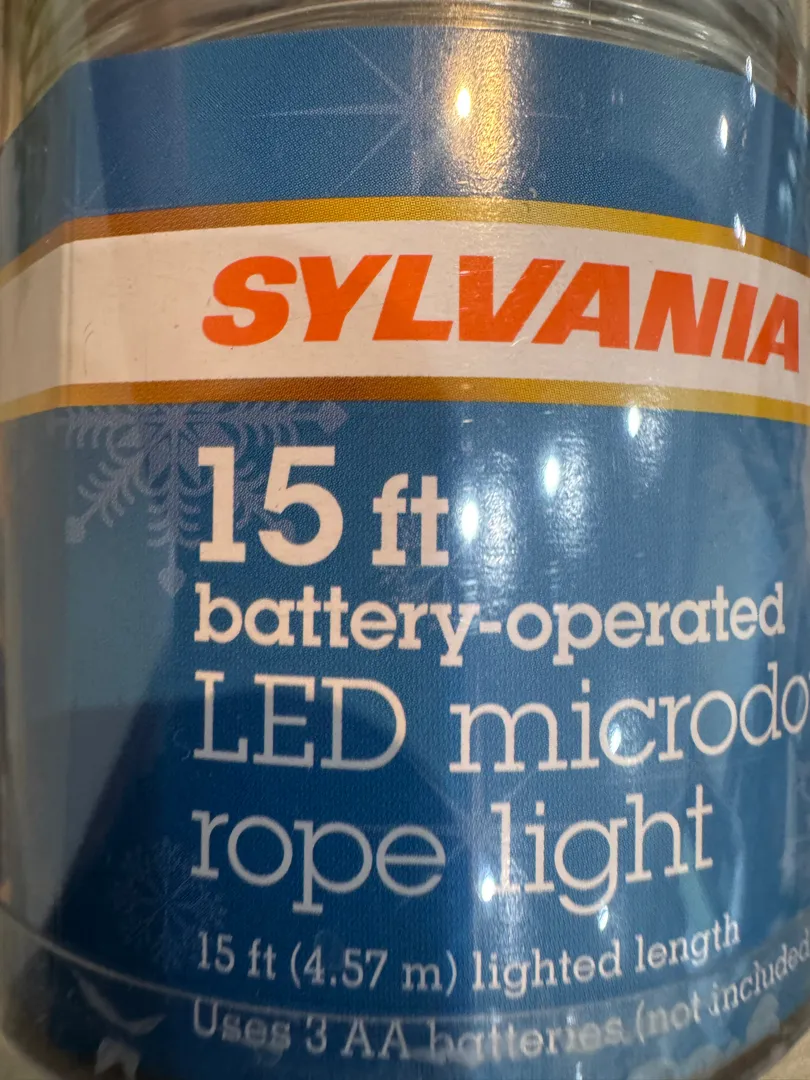 SYLVANIA
15 ft
battery-operated
LED microdo
rope light
15 ft (4.57 m) lighted length
Uses 3 AA batteries (not included)